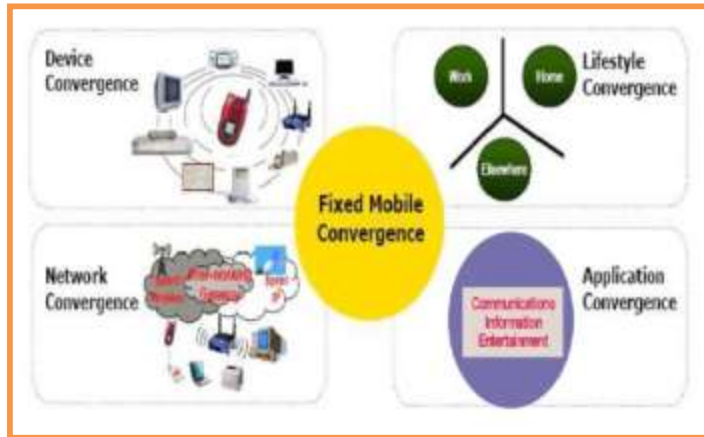 Device
Convergence
Work
Home
Lifestyle
Convergence
Elsewhere
Fixed Mobile
Convergence
Network
Convergence
Application
Convergence
Communications
Information
Entertainment